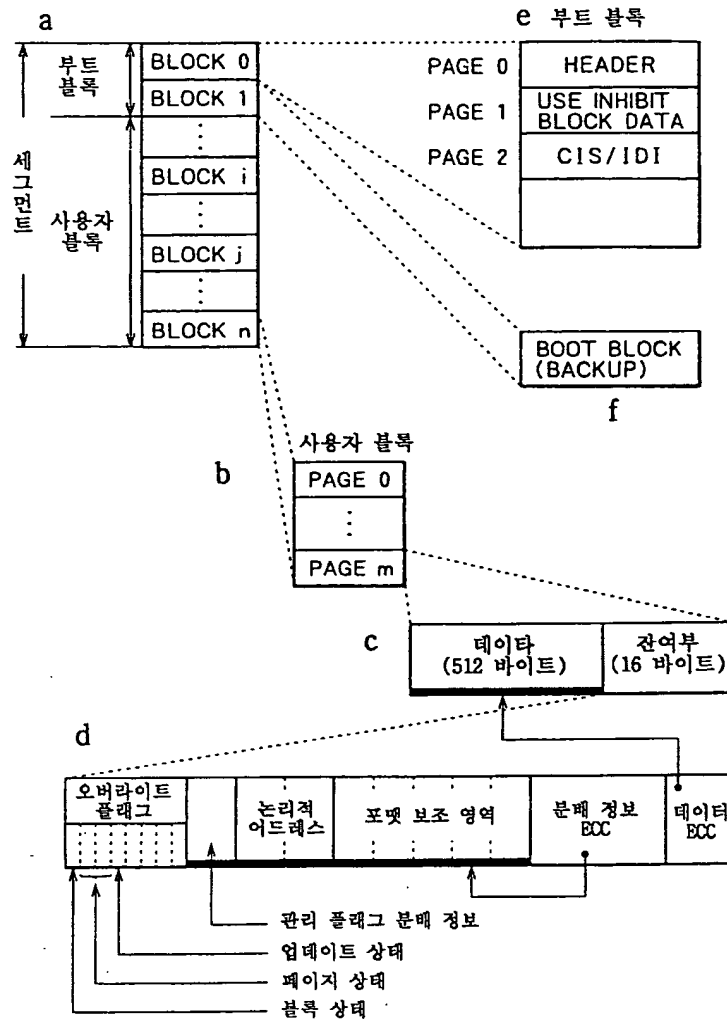 a
부트
블록
세그먼트
사용자
블록
BLOCK 0
BLOCK 1
BLOCK i
BLOCK j
BLOCK n
e 부트 블록
PAGE 0
HEADER
PAGE 1
USE INHIBIT
BLOCK DATA
PAGE 2
CIS/IDI
BOOT BLOCK
(BACKUP)
f
b
사용자 블록
PAGE 0
PAGE m
c
데이타
(512 바이트)
잔여부
(16 바이트)
d
오버라이트
플래그
논리적
어드레스
포맷 보조 영역
분배 정보
ECC
데이터
ECC
관리 플래그 분배 정보
업데이트 상태
페이지 상태
블록 상태